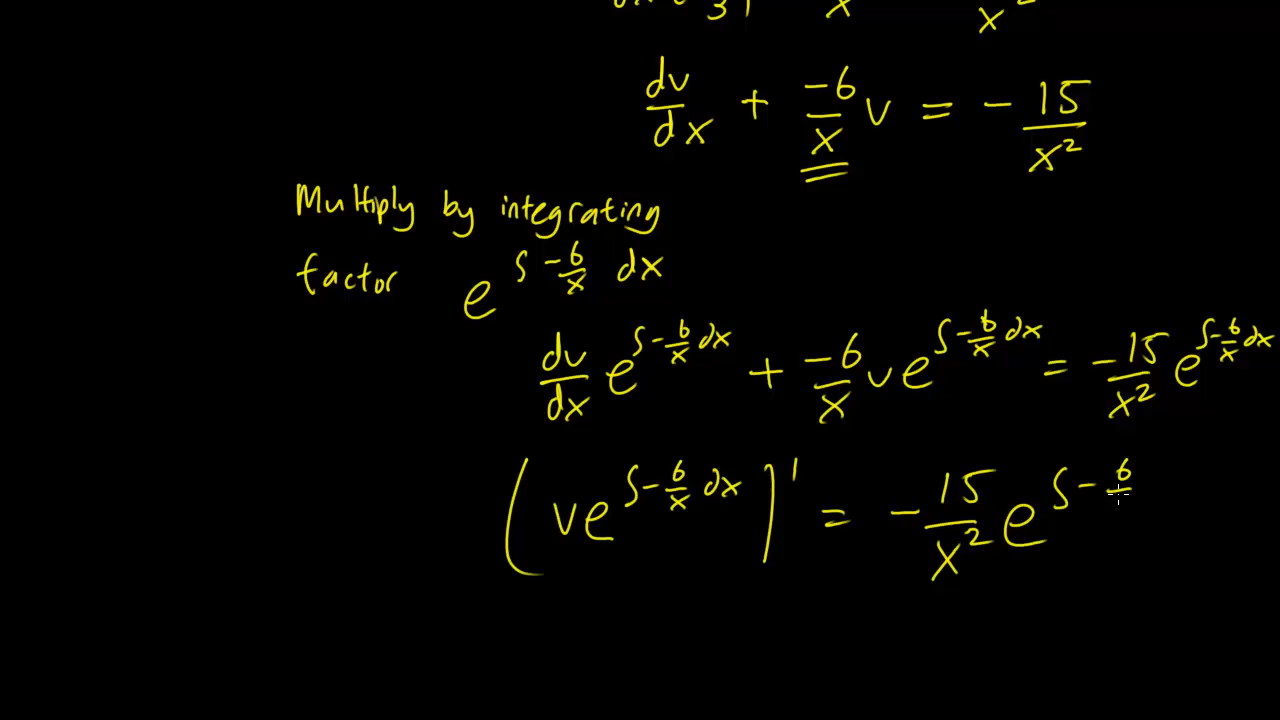 dv/dx + -6/x v = - 15/x²
Multiply by integrating
factor e^(∫ -6/x dx)
dv/dx e^(∫ -6/x dx) + -6/x v e^(∫ -6/x dx) = -15/x² e^(∫ -6/x dx)
(v e^(∫ -6/x dx))' = - 15/x² e^(∫ - 6/